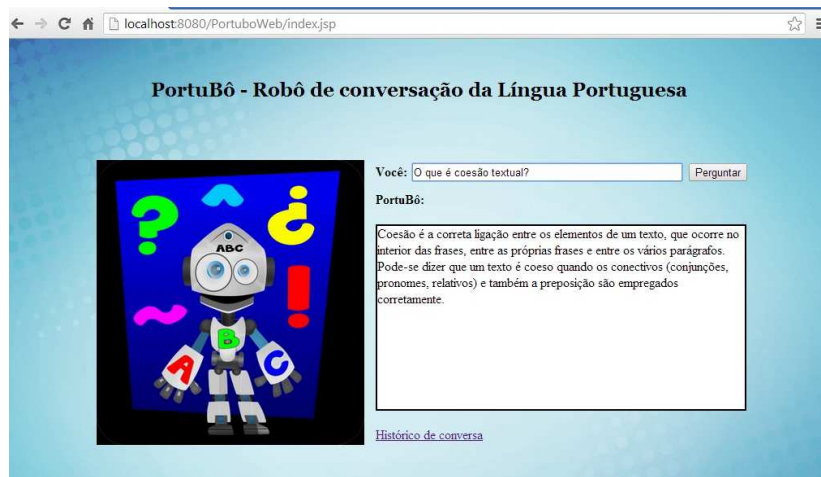 localhost:8080/PortuboWeb/index.jsp
PortuBô - Robô de conversação da Língua Portuguesa
Você: O que é coesão textual? Perguntar
PortuBô:
Coesão é a correta ligação entre os elementos de um texto, que ocorre no
interior das frases, entre as próprias frases e entre os vários parágrafos.
Pode-se dizer que um texto é coeso quando os conectivos (conjunções,
pronomes, relativos) e também a preposição são empregados
corretamente.
? ^ ¿
ABC
~ !
B
A C
Histórico de conversa